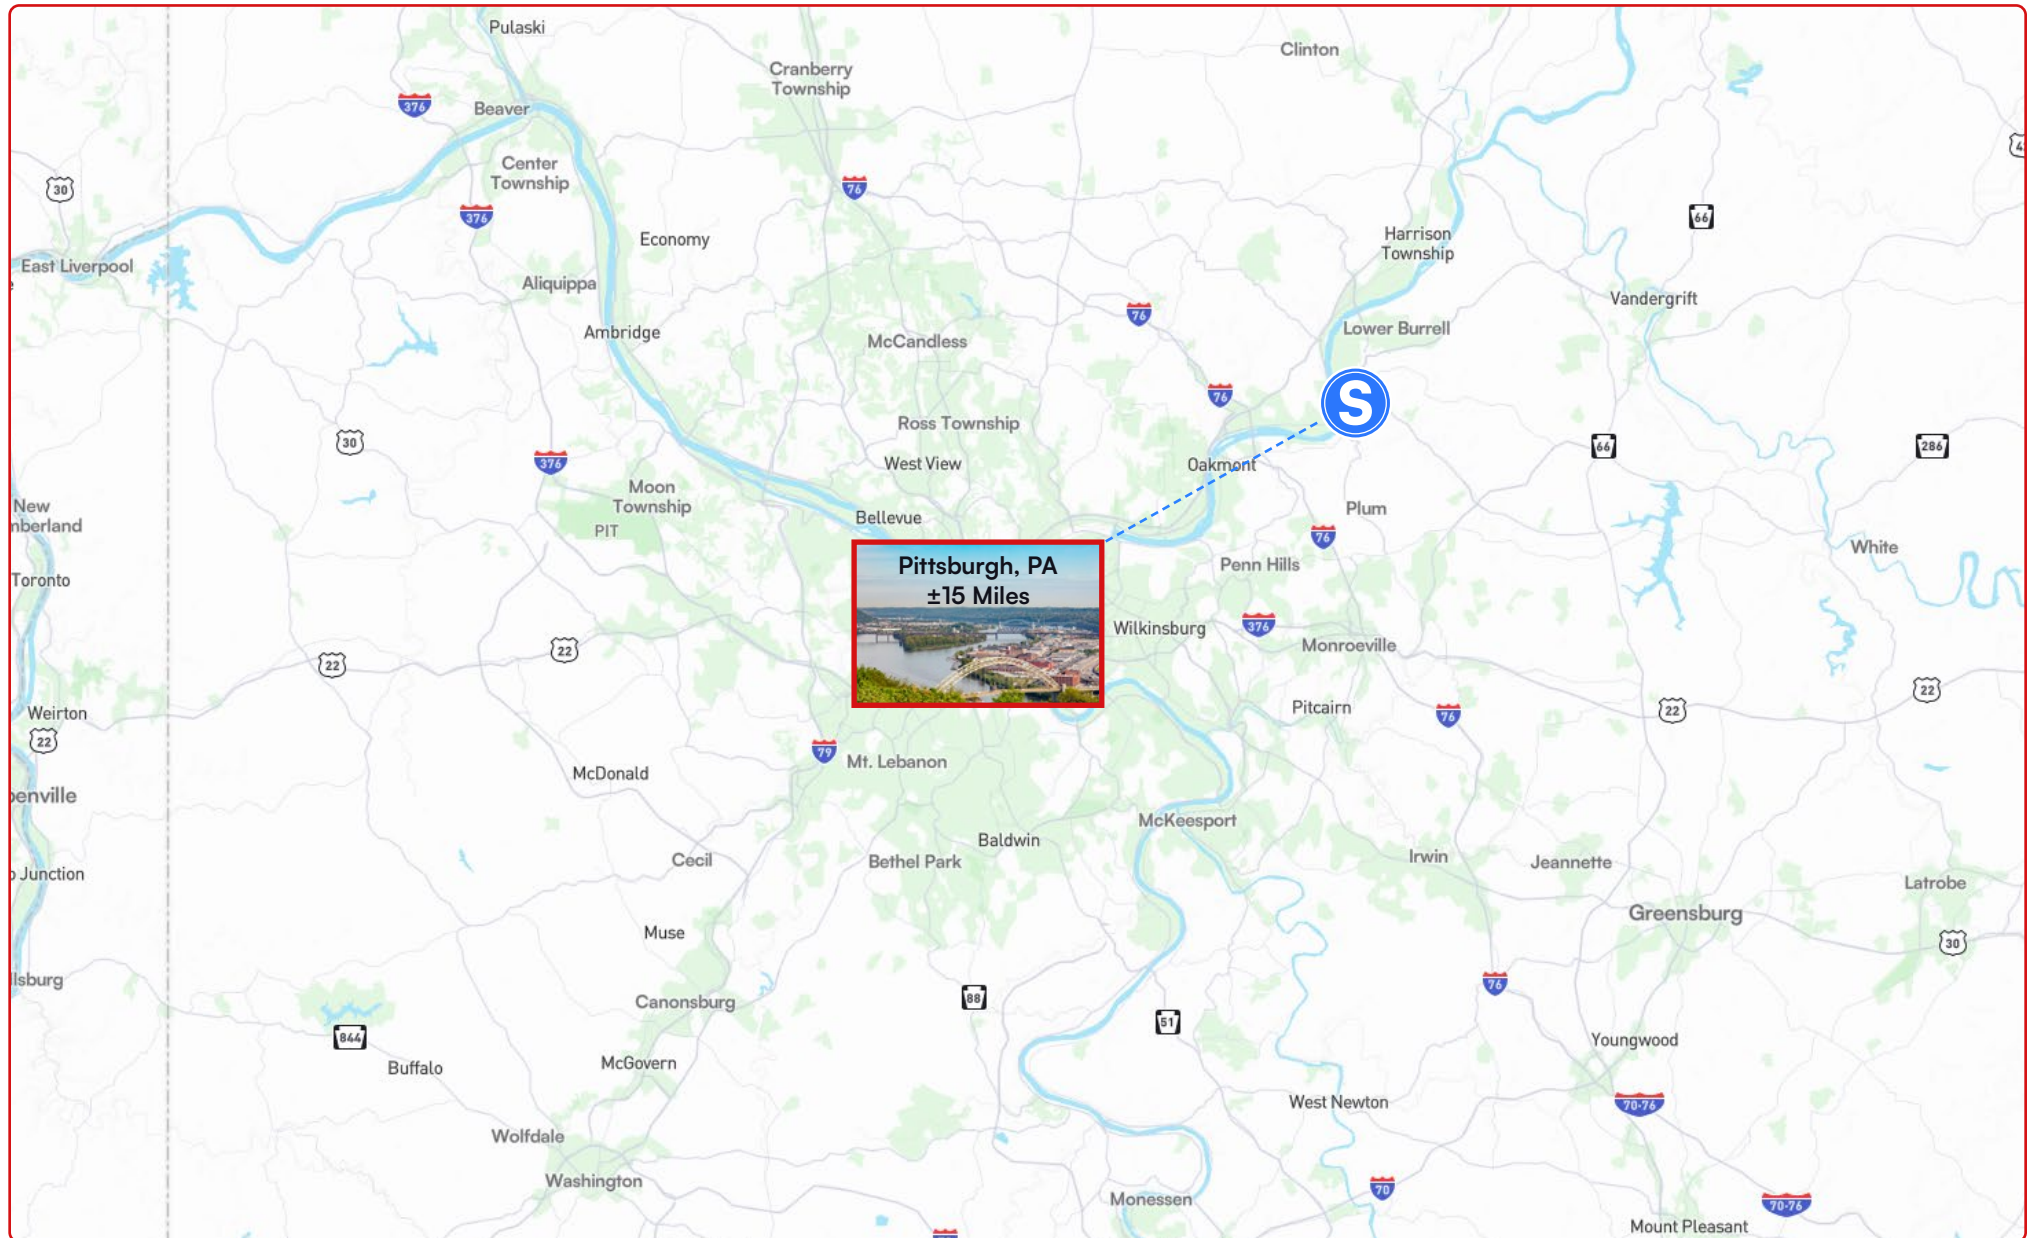 Pulaski
Clinton
Cranberry
Township
376
Beaver
4
Center
Township
30
76
376
66
Economy
Harrison
Township
East Liverpool
Aliquippa
Vandergrift
76
Ambridge
Lower Burrell
McCandless
76
S
Ross Township
30
66
286
376
West View
Oakmont
Moon
Township
New
mberland
Plum
Bellevue
PIT
76
White
Pittsburgh, PA
±15 Miles
Penn Hills
Toronto
Wilkinsburg
376
Monroeville
22
22
22
Weirton
Pitcairn
22
76
22
79
Mt. Lebanon
McDonald
benville
McKeesport
Baldwin
Cecil
Bethel Park
Irwin
Jeannette
o Junction
Latrobe
Greensburg
Muse
30
llsburg
76
88
Canonsburg
51
844
Youngwood
McGovern
Buffalo
West Newton
70-76
Wolfdale
Washington
70
Monessen
70-76
Mount Pleasant